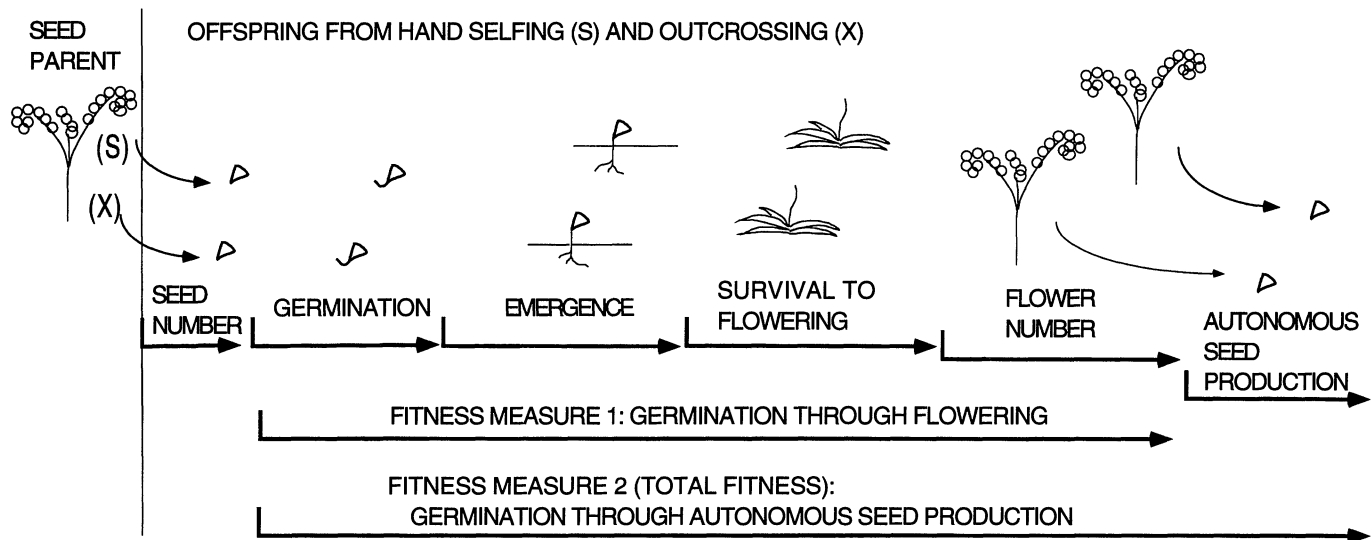 SEED
PARENT
OFFSPRING FROM HAND SELFING (S) AND OUTCROSSING (X)
(S)
(X)
SEED
NUMBER
GERMINATION
EMERGENCE
SURVIVAL TO
FLOWERING
FLOWER
NUMBER
AUTONOMOUS
SEED
PRODUCTION
FITNESS MEASURE 1: GERMINATION THROUGH FLOWERING
FITNESS MEASURE 2 (TOTAL FITNESS):
GERMINATION THROUGH AUTONOMOUS SEED PRODUCTION